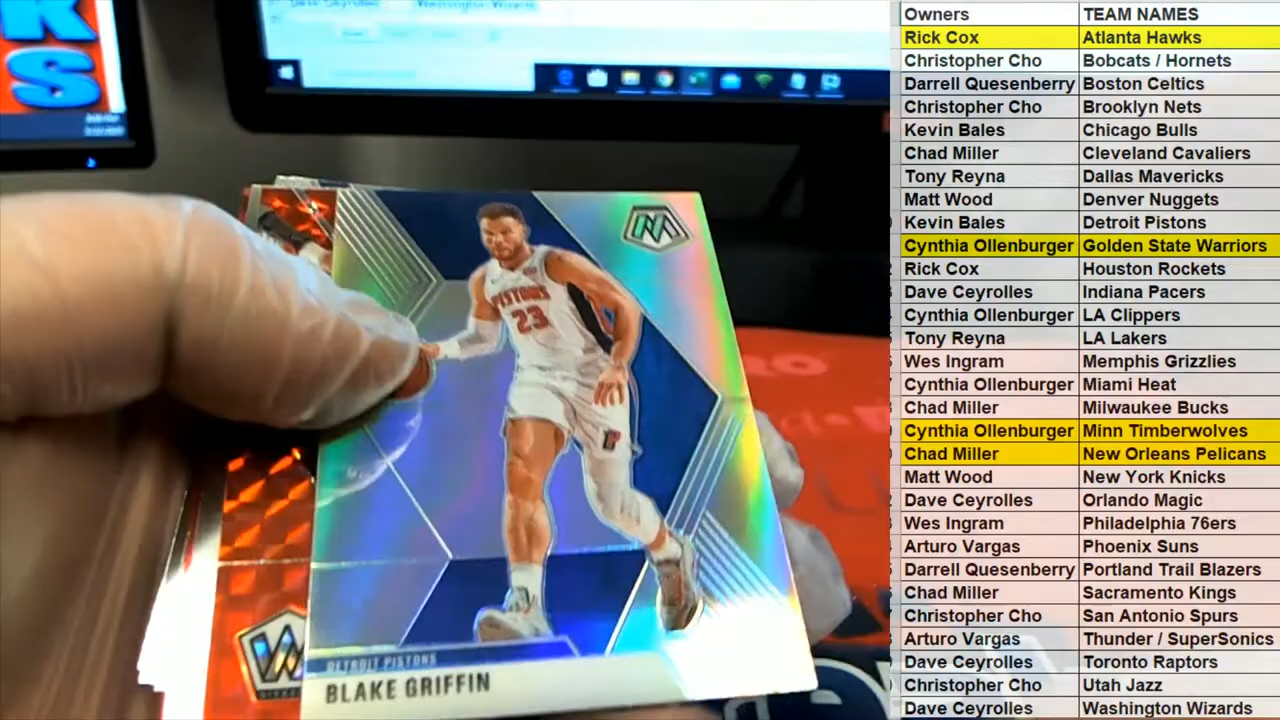 Owners TEAM NAMES
Rick Cox Atlanta Hawks
Christopher Cho Bobcats / Hornets
Darrell Quesenberry Boston Celtics
Christopher Cho Brooklyn Nets
Kevin Bales Chicago Bulls
Chad Miller Cleveland Cavaliers
Tony Reyna Dallas Mavericks
Matt Wood Denver Nuggets
Kevin Bales Detroit Pistons
Cynthia Ollenburger Golden State Warriors
Rick Cox Houston Rockets
Dave Ceyrolles Indiana Pacers
Cynthia Ollenburger LA Clippers
Tony Reyna LA Lakers
Wes Ingram Memphis Grizzlies
Cynthia Ollenburger Miami Heat
Chad Miller Milwaukee Bucks
Cynthia Ollenburger Minn Timberwolves
Chad Miller New Orleans Pelicans
Matt Wood New York Knicks
Dave Ceyrolles Orlando Magic
Wes Ingram Philadelphia 76ers
Arturo Vargas Phoenix Suns
Darrell Quesenberry Portland Trail Blazers
Chad Miller Sacramento Kings
Christopher Cho San Antonio Spurs
Arturo Vargas Thunder / SuperSonics
Dave Ceyrolles Toronto Raptors
Christopher Cho Utah Jazz
Dave Ceyrolles Washington Wizards
KS
M
PISTONS
23
DETROIT PISTONS
BLAKE GRIFFIN